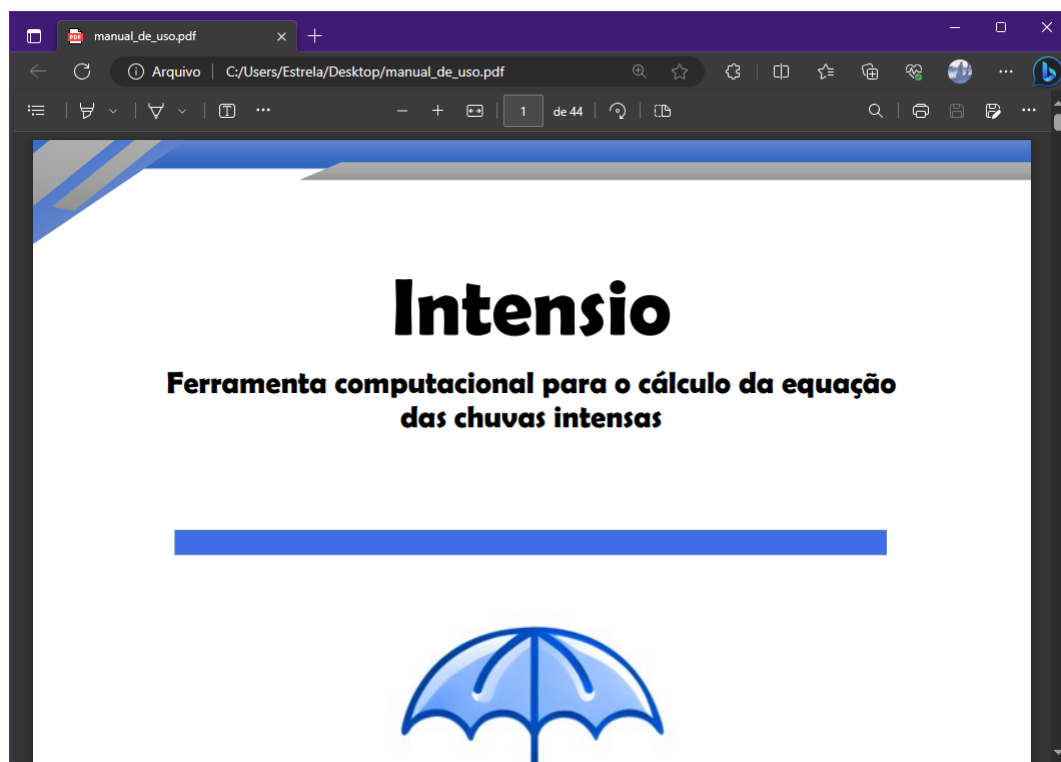 manual_de_uso.pdf
Arquivo C:/Users/Estrela/Desktop/manual_de_uso.pdf
1 de 44
Intensio
Ferramenta computacional para o cálculo da equação
das chuvas intensas